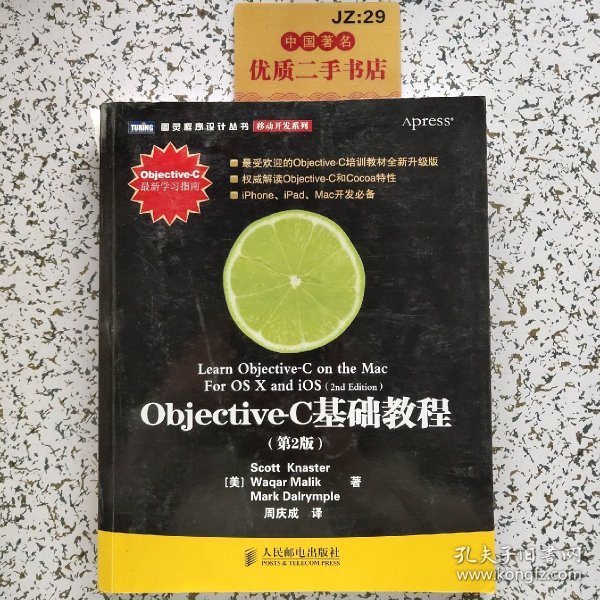 JZ:29
中国著名
优质二手书店
TURING 图灵程序设计丛书 移动开发系列
Apress®
Objective-C
最新学习指南
■ 最受欢迎的Objective-C培训教材全新升级版
■ 权威解读Objective-C和Cocoa特性
■ iPhone、iPad、Mac开发必备
Learn Objective-C on the Mac
For OS X and iOS (2nd Edition)
Objective-C基础教程
(第2版)
Scott Knaster
[美] Waqar Malik 著
Mark Dalrymple
周庆成 译
人民邮电出版社
POSTS & TELECOM PRESS
孔夫子旧书网
www.kongfz.com